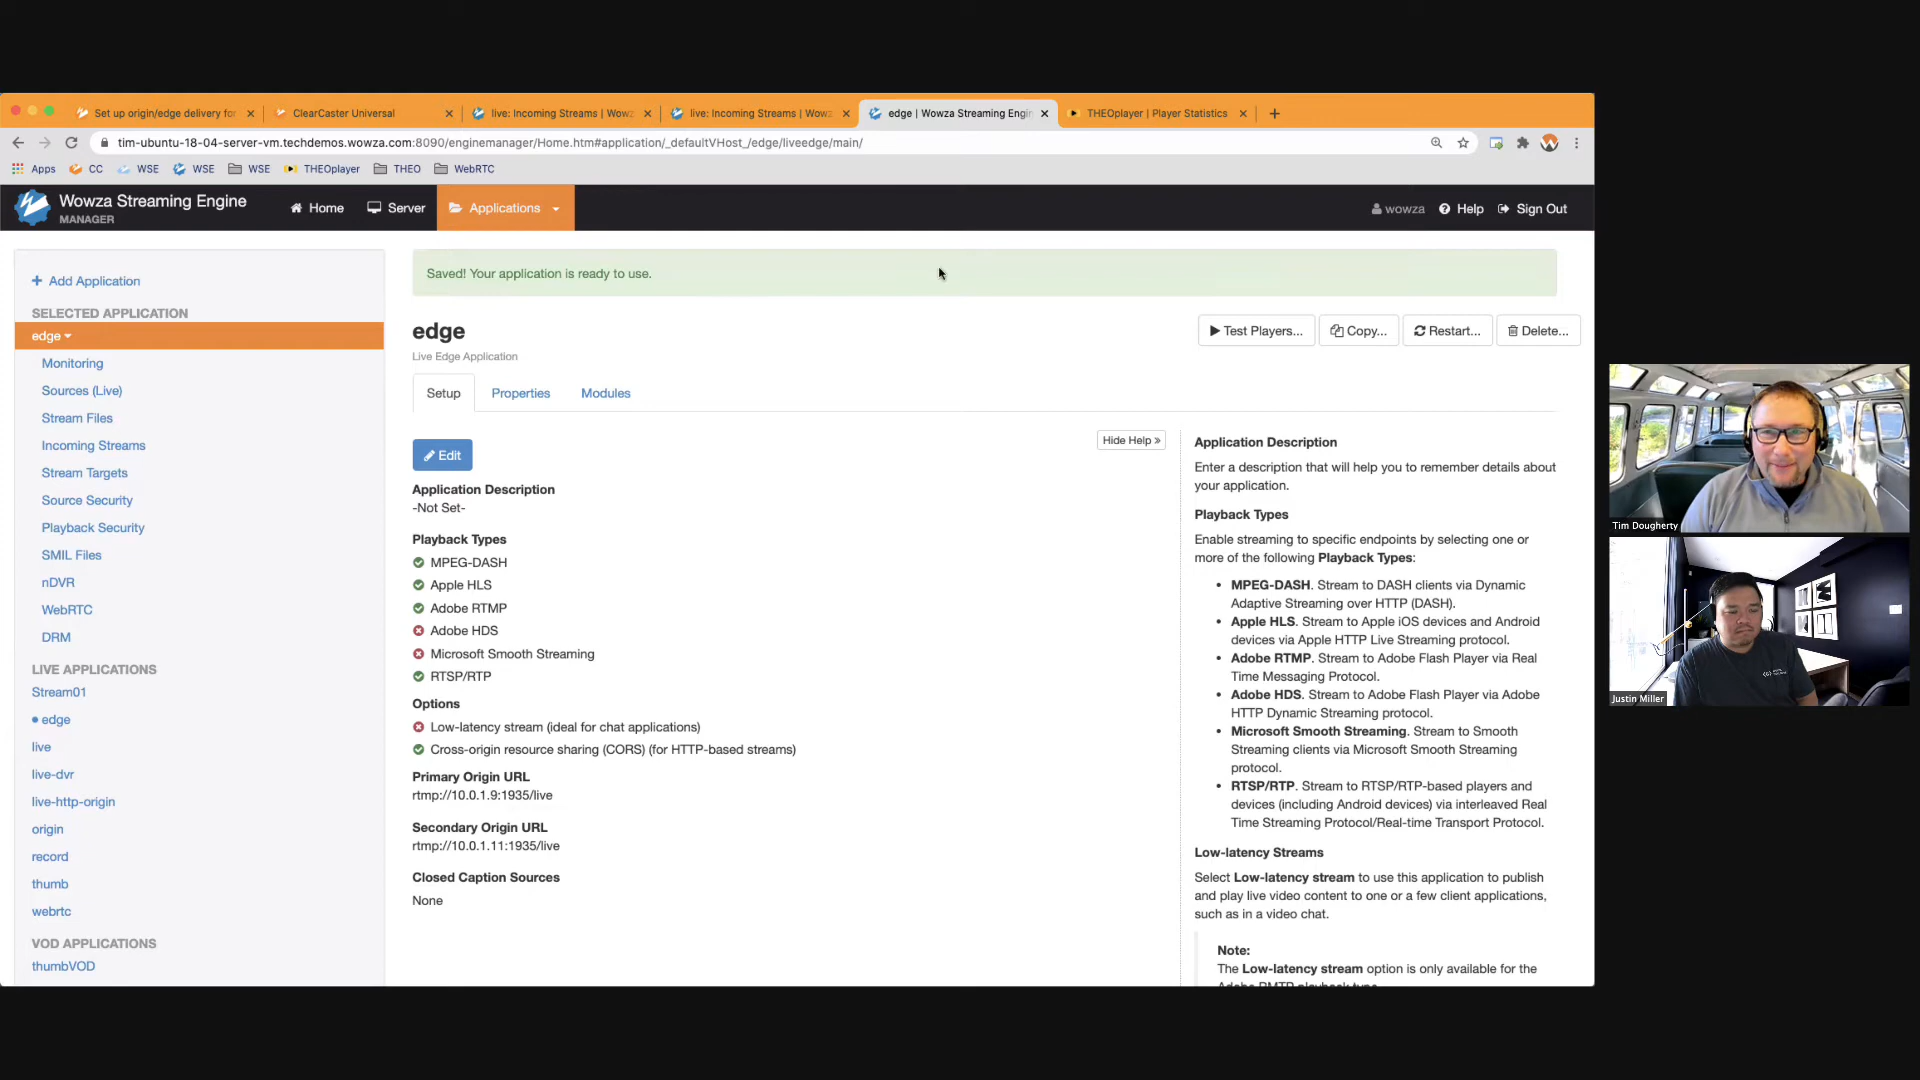 Set up origin/edge delivery for
ClearCaster Universal
live: Incoming Streams | Wowz
live: Incoming Streams | Wowz
edge | Wowza Streaming Engin
THEOplayer | Player Statistics
tim-ubuntu-18-04-server-vm.techdemos.wowza.com:8090/enginemanager/Home.htm#application/_defaultVHost_/edge/liveedge/main/
Apps
CC
WSE
WSE
WSE
THEOplayer
THEO
WebRTC
Wowza Streaming Engine
MANAGER
Home
Server
Applications
wowza
Help
Sign Out
Add Application
SELECTED APPLICATION
edge
Monitoring
Sources (Live)
Stream Files
Incoming Streams
Stream Targets
Source Security
Playback Security
SMIL Files
nDVR
WebRTC
DRM
LIVE APPLICATIONS
Stream01
edge
live
live-dvr
live-http-origin
origin
record
thumb
webrtc
VOD APPLICATIONS
thumbVOD
Saved! Your application is ready to use.
edge
Live Edge Application
Test Players...
Copy...
Restart...
Delete...
Setup
Properties
Modules
Hide Help »
Edit
Application Description
-Not Set-
Playback Types
MPEG-DASH
Apple HLS
Adobe RTMP
Adobe HDS
Microsoft Smooth Streaming
RTSP/RTP
Options
Low-latency stream (ideal for chat applications)
Cross-origin resource sharing (CORS) (for HTTP-based streams)
Primary Origin URL
rtmp://10.0.1.9:1935/live
Secondary Origin URL
rtmp://10.0.1.11:1935/live
Closed Caption Sources
None
Application Description
Enter a description that will help you to remember details about
your application.
Playback Types
Enable streaming to specific endpoints by selecting one or
more of the following Playback Types:
• MPEG-DASH. Stream to DASH clients via Dynamic
Adaptive Streaming over HTTP (DASH).
• Apple HLS. Stream to Apple iOS devices and Android
devices via Apple HTTP Live Streaming protocol.
• Adobe RTMP. Stream to Adobe Flash Player via Real
Time Messaging Protocol.
• Adobe HDS. Stream to Adobe Flash Player via Adobe
HTTP Dynamic Streaming protocol.
• Microsoft Smooth Streaming. Stream to Smooth
Streaming clients via Microsoft Smooth Streaming
protocol.
• RTSP/RTP. Stream to RTSP/RTP-based players and
devices (including Android devices) via interleaved Real
Time Streaming Protocol/Real-time Transport Protocol.
Low-latency Streams
Select Low-latency stream to use this application to publish
and play live video content to one or a few client applications,
such as in a video chat.
Note:
The Low-latency stream option is only available for the
Adobe RMTP playback type
Tim Dougherty
Justin Miller